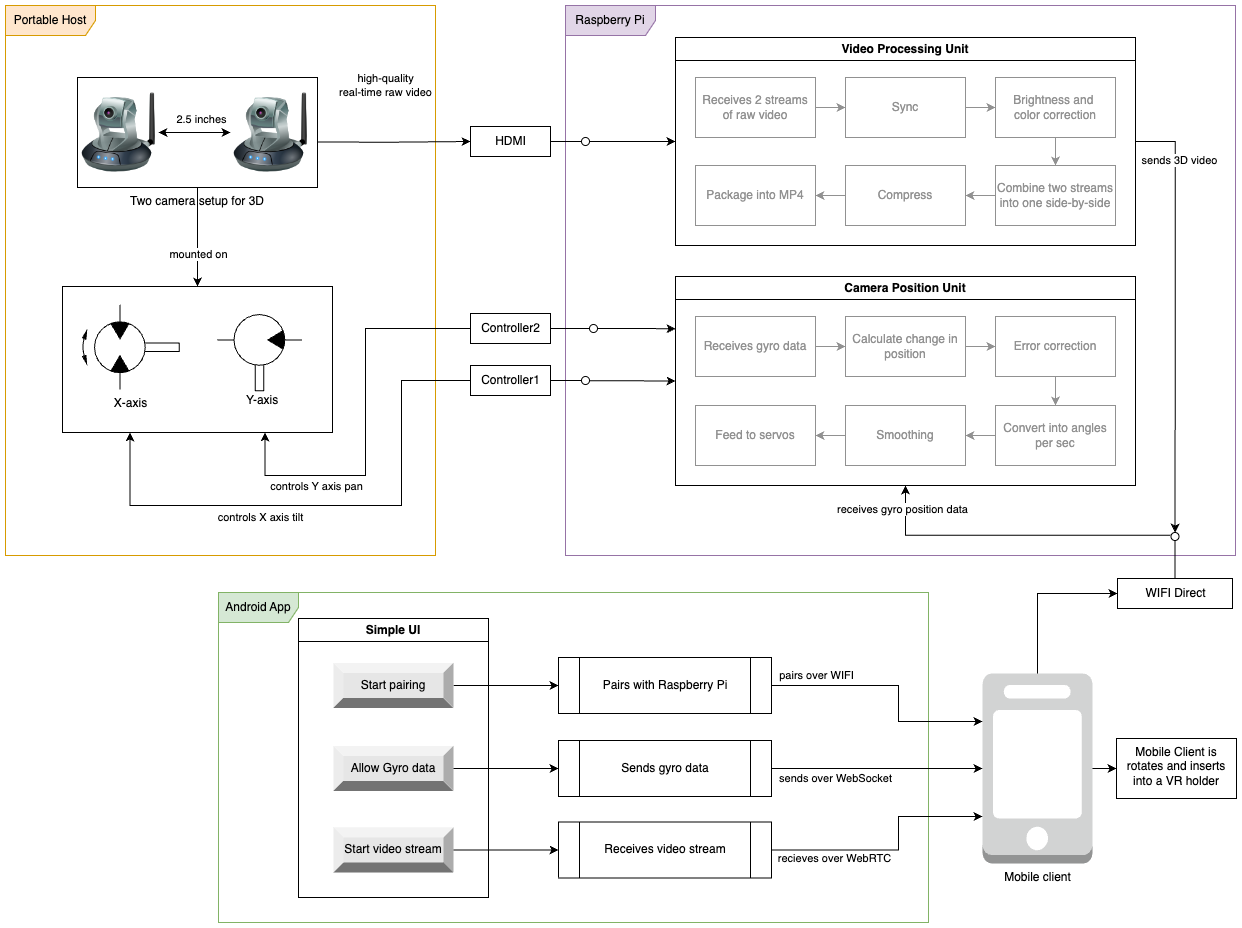 Portable Host
high-quality
real-time raw video
2.5 inches
Two camera setup for 3D
mounted on
X-axis
Y-axis
controls Y axis pan
controls X axis tilt
HDMI
Controller2
Controller1
Raspberry Pi
Video Processing Unit
Receives 2 streams
of raw video
Sync
Brightness and
color correction
Package into MP4
Compress
Combine two streams
into one side-by-side
sends 3D video
Camera Position Unit
Receives gyro data
Calculate change in
position
Error correction
Feed to servos
Smoothing
Convert into angles
per sec
receives gyro position data
WIFI Direct
Android App
Simple UI
Start pairing
Pairs with Raspberry Pi
pairs over WIFI
Allow Gyro data
Sends gyro data
sends over WebSocket
Start video stream
Receives video stream
recieves over WebRTC
Mobile client
Mobile Client is
rotates and inserts
into a VR holder